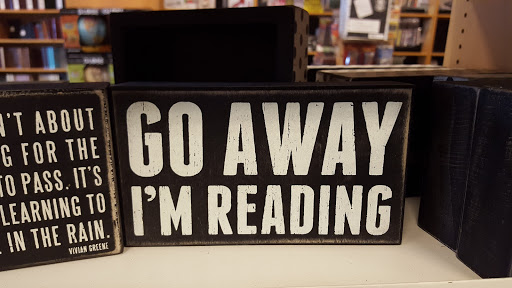 N'T ABOUT
G FOR THE
TO PASS. IT'S
LEARNING TO
IN THE RAIN.
VIVIAN GREENE
GO AWAY
I'M READING